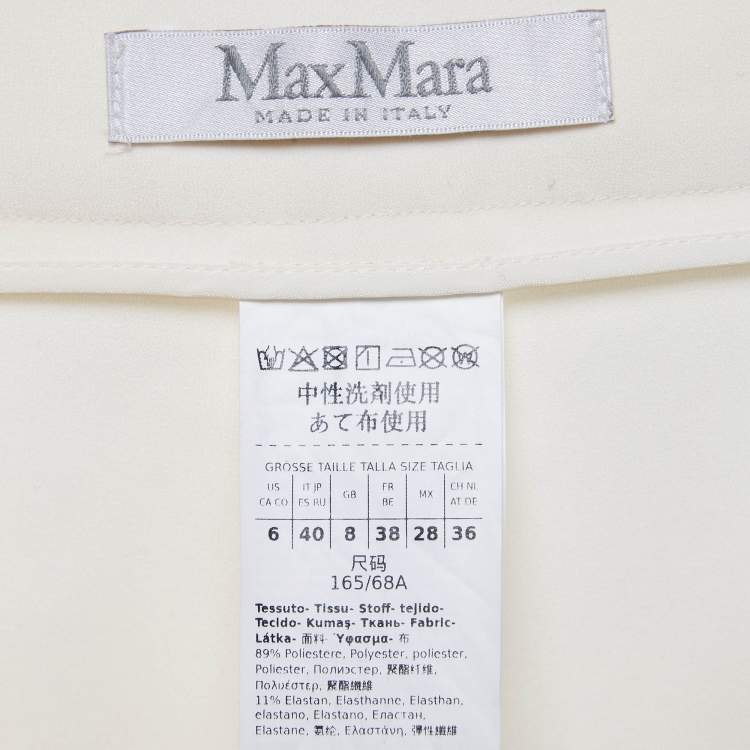 MaxMara
MADE IN ITALY
中性洗剤使用
あて布使用
GRÖSSE TAILLE TALLA SIZE TAGLIA
US CA CO | IT JP ES RU | GB | FR BE | MX | CH NL AT DE
6 | 40 | 8 | 38 | 28 | 36
尺码
165/68A
Tessuto- Tissu- Stoff- tejido-
Tecido- Kumaş- Ткань- Fabric-
Látka- 面料- Ύφασμα- 布
89% Poliestere, Polyester, poliester,
Poliester, Полиэстер, 聚酯纤维,
Πολυέστερ, 聚酯纖維
11% Elastan, Elasthanne, Elasthan,
elastano, Elastano, Еластан,
Elastane, 氨纶, Ελαστάνη, 彈性纖維